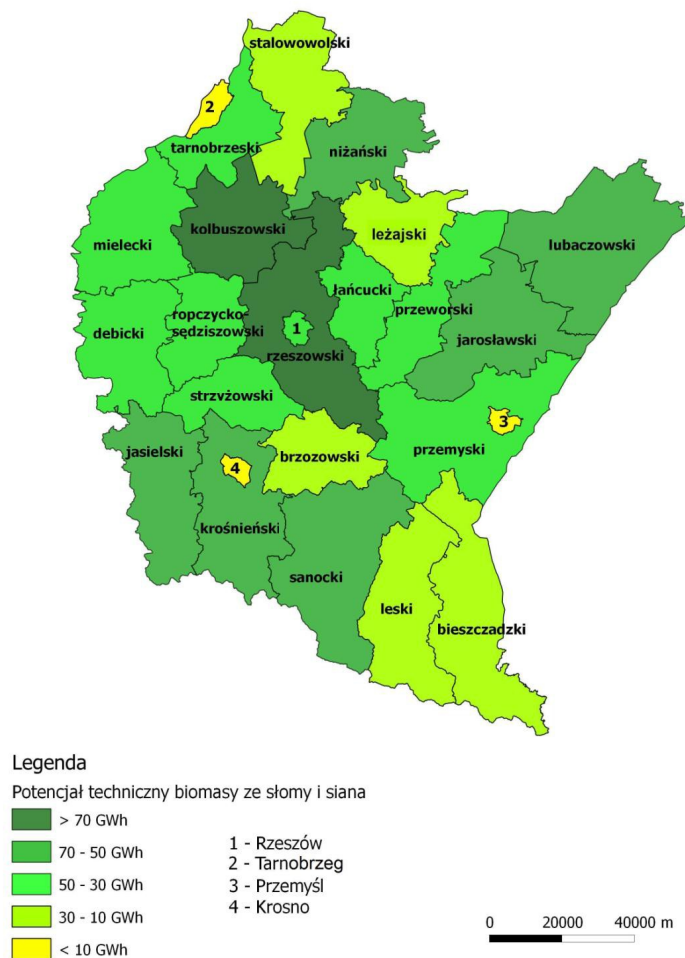 stalowowolski
2
tarnobrzeski
niżański
kolbuszowski
leżajski
mielecki
lubaczowski
łańcucki
ropczycko-
sędziszowski
przeworski
debicki
1
jarosławski
rzeszowski
strzvżowski
3
jasielski
brzozowski
przemyski
4
krośnieński
sanocki
leski
bieszczadzki
Legenda
Potencjał techniczny biomasy ze słomy i siana
> 70 GWh
70 - 50 GWh
50 - 30 GWh
30 - 10 GWh
< 10 GWh
1 - Rzeszów
2 - Tarnobrzeg
3 - Przemyśl
4 - Krosno
0 20000 40000 m